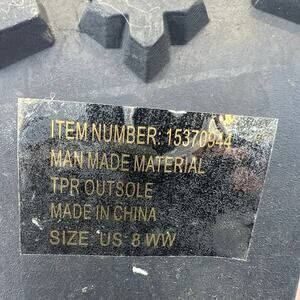 ITEM NUMBER: 15370944
MAN MADE MATERIAL
TPR OUTSOLE
MADE IN CHINA
SIZE: US 8 WW